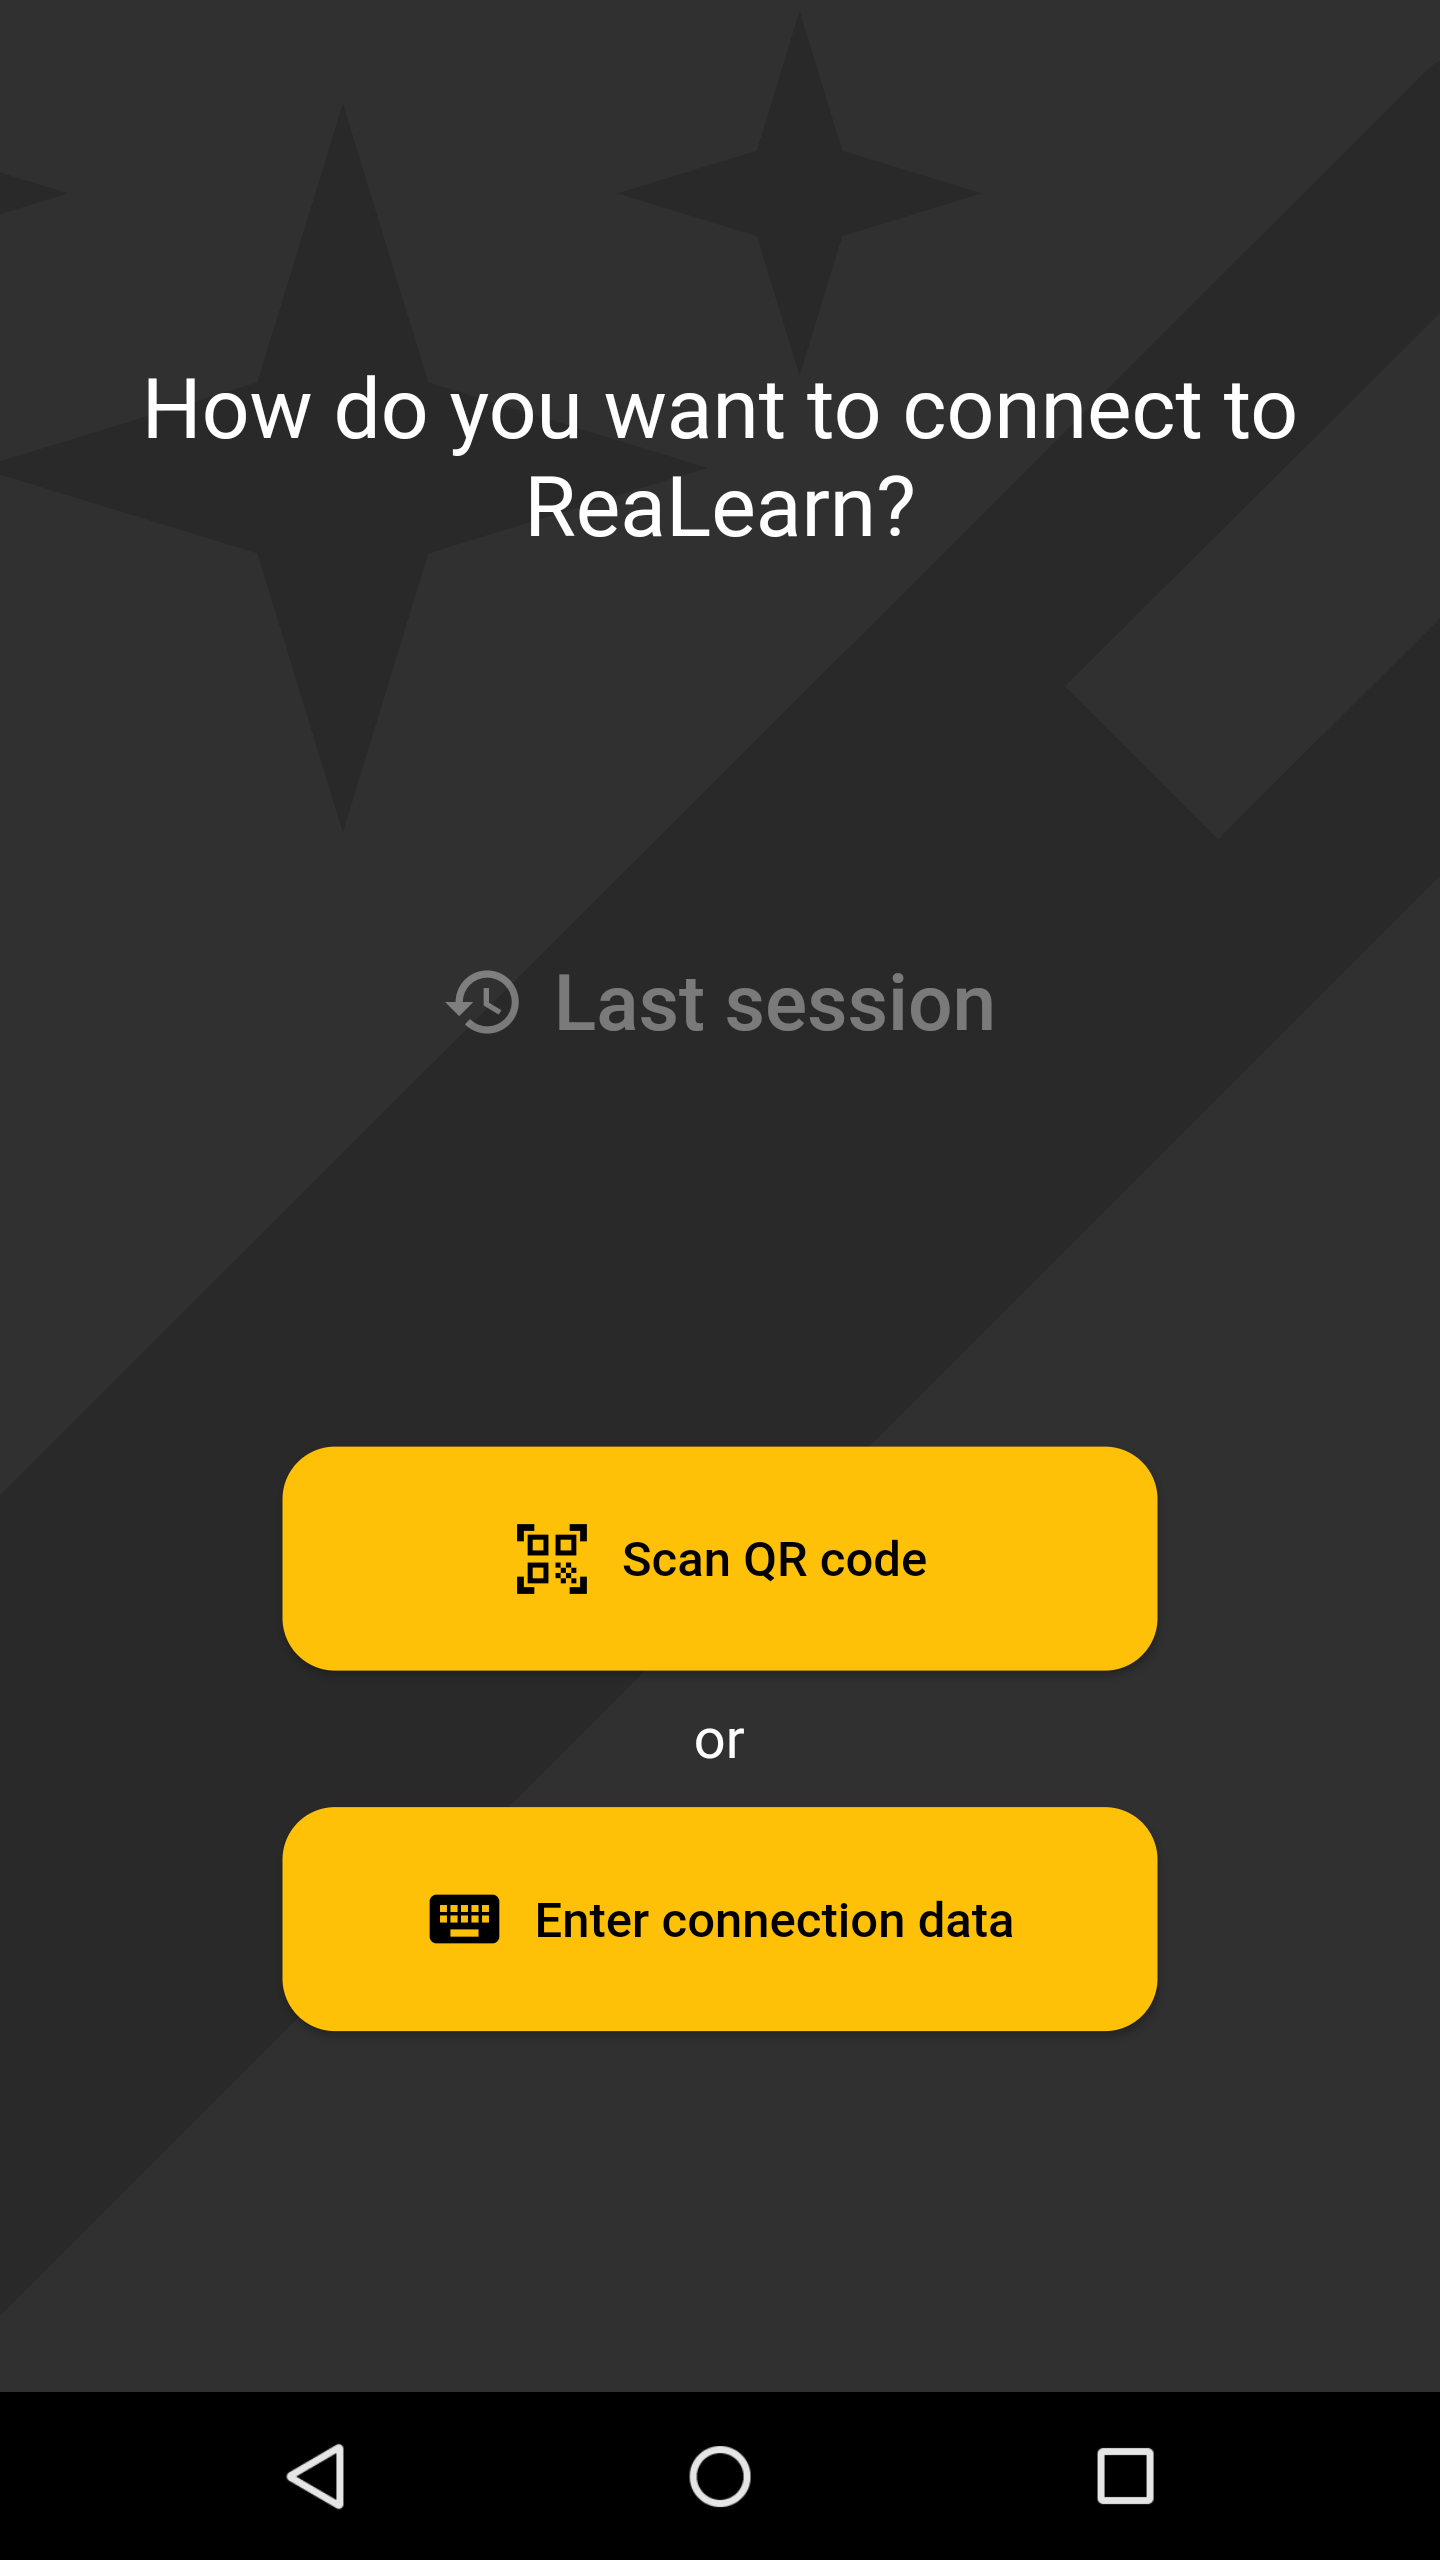 How do you want to connect to
ReaLearn?
Last session
Scan QR code
or
Enter connection data